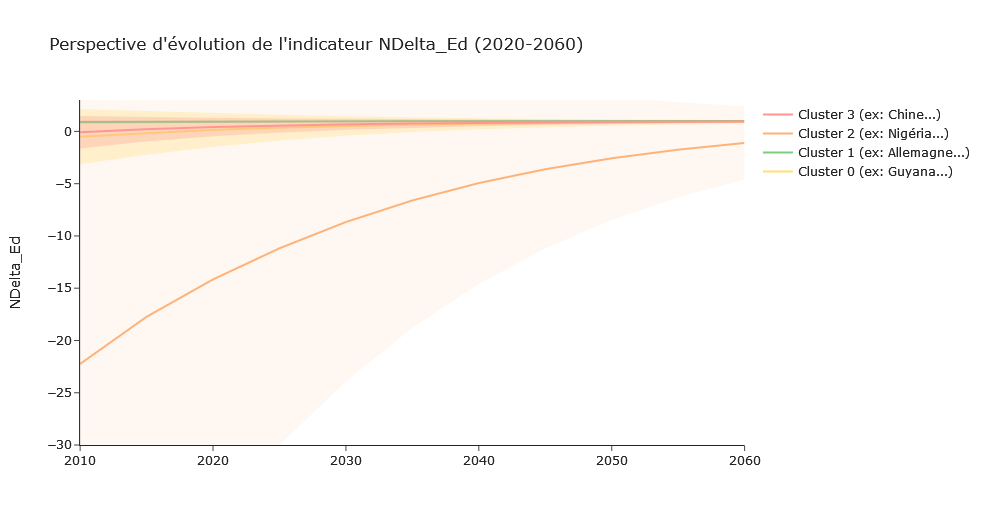 Perspective d'évolution de l'indicateur NDelta_Ed (2020-2060)
Cluster 3 (ex: Chine...)
Cluster 2 (ex: Nigéria...)
Cluster 1 (ex: Allemagne...)
Cluster 0 (ex: Guyana...)
NDelta_Ed
0
−5
−10
−15
−20
−25
−30
2010
2020
2030
2040
2050
2060